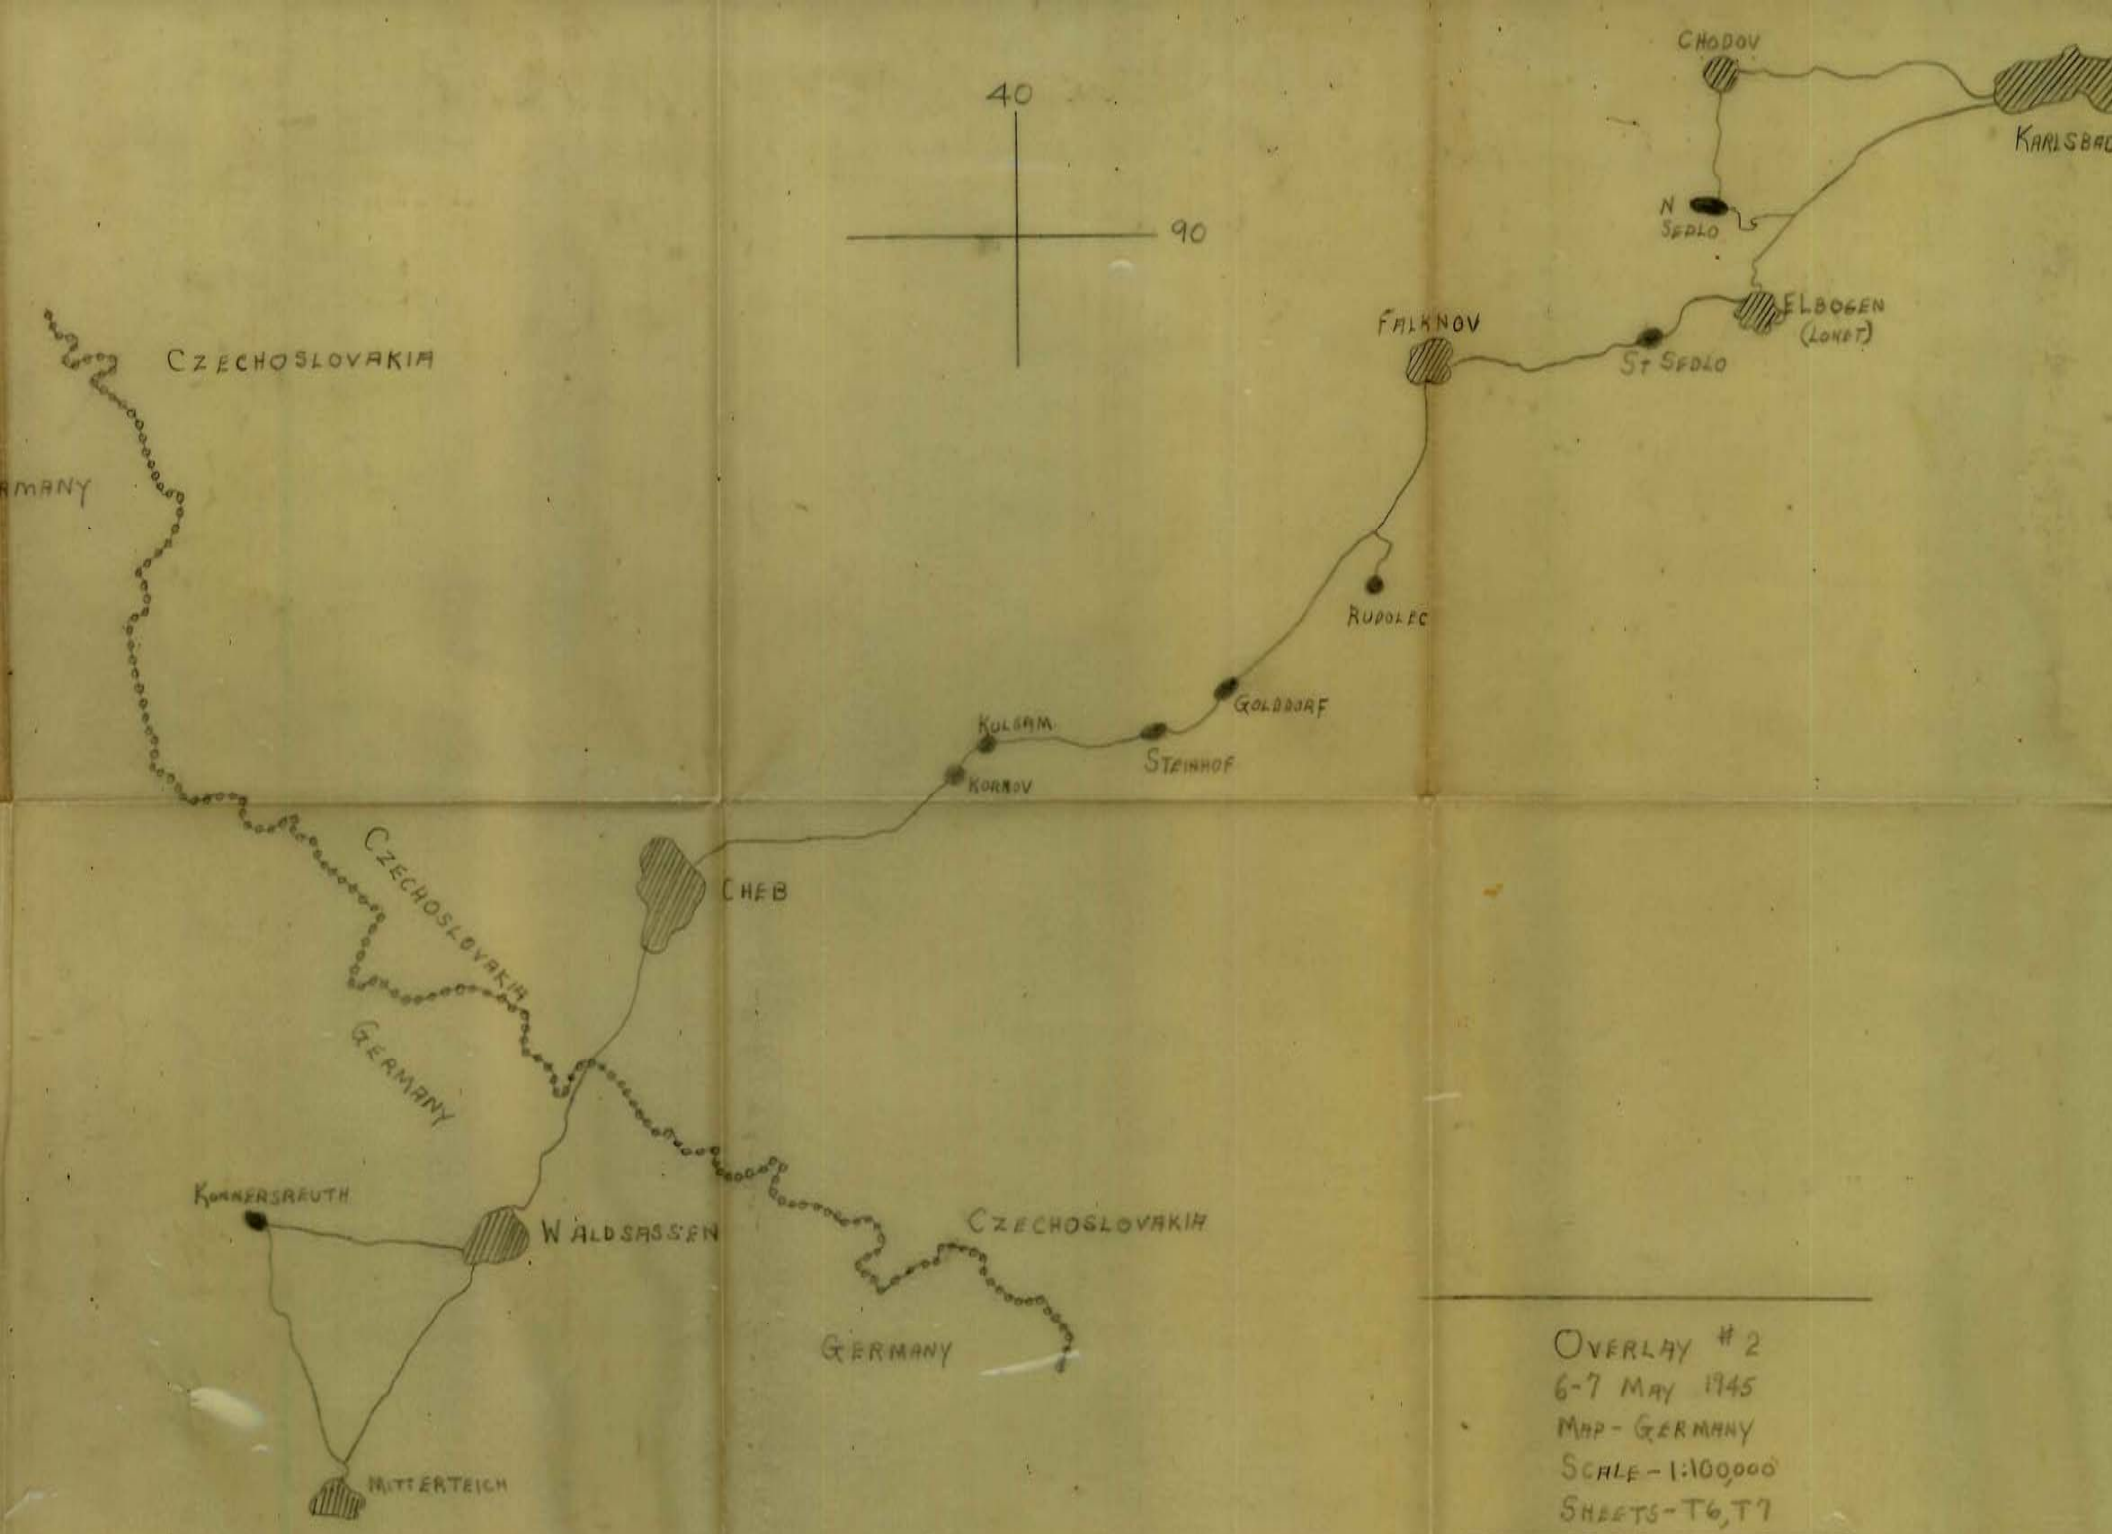 CHODOV
KARLSBAD
40
90
N
SEDLO
ELBOGEN
(LOKET)
FALKNOV
ST SEDLO
CZECHOSLOVAKIA
RMANY
RUDOLEC
GOLDDORF
KULSAM
STEINHOF
KORNOV
CZECHOSLOVAKIA
CHEB
GERMANY
KONNERSREUTH
WALDSASSEN
CZECHOSLOVAKIA
GERMANY
MITTERTEICH
OVERLAY #2
6-7 MAY 1945
MAP - GERMANY
SCALE - 1:100,000
SHEETS - T6, T7